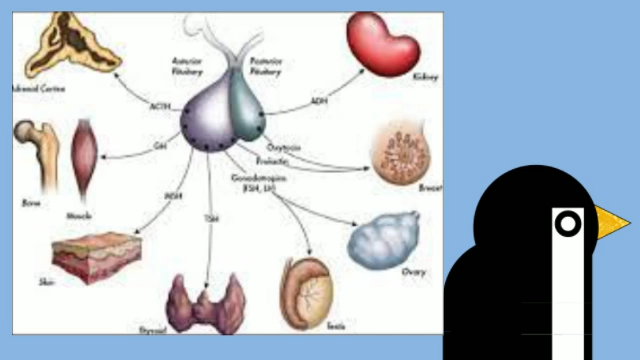 Anterior
Pituitary
Posterior
Pituitary
Kidney
drenal Cortex
ACTH
ADH
GH
Oxytocin
Prolactin
Gonadotropins
(FSH, LH)
Breast
Bone
Muscle
MSH
TSH
Skin
Ovary
Thyroid
Testis